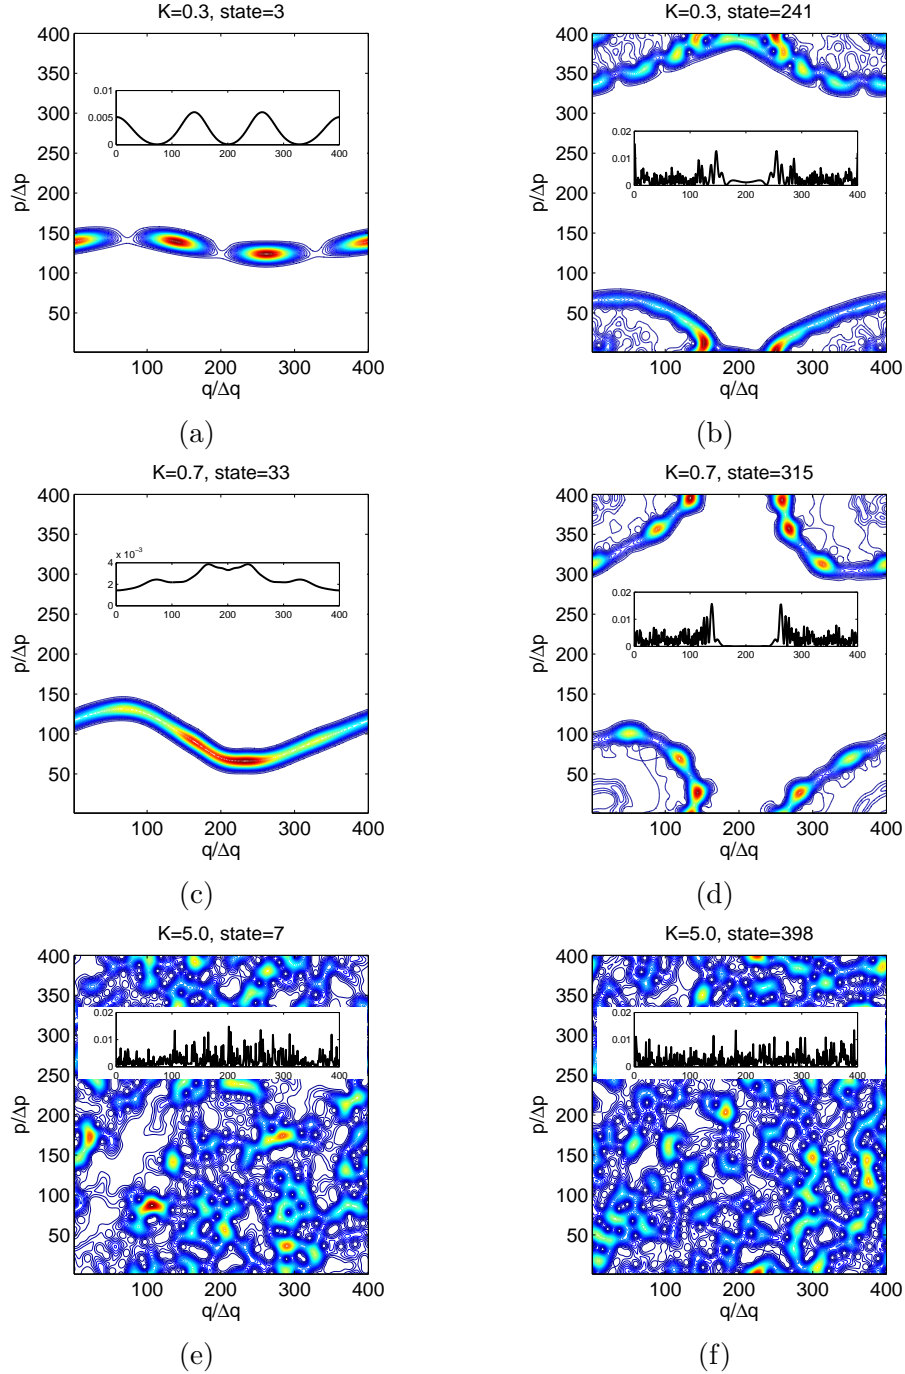 K=0.3, state=3
400
350
300
250
200
150
100
50
p/Δp
0.01
0.005
0
0 100 200 300 400
100 200 300 400
q/Δq
(a)
K=0.3, state=241
400
350
300
250
200
150
100
50
p/Δp
0.02
0.01
0
0 100 200 300 400
100 200 300 400
q/Δq
(b)
K=0.7, state=33
400
350
300
250
200
150
100
50
p/Δp
x 10⁻³
4
2
0
0 100 200 300 400
100 200 300 400
q/Δq
(c)
K=0.7, state=315
400
350
300
250
200
150
100
50
p/Δp
0.02
0.01
0
0 100 200 300 400
100 200 300 400
q/Δq
(d)
K=5.0, state=7
400
350
300
250
200
150
100
50
p/Δp
0.02
0.01
0
0 100 200 300 400
100 200 300 400
q/Δq
(e)
K=5.0, state=398
400
350
300
250
200
150
100
50
p/Δp
0.02
0.01
0
0 100 200 300 400
100 200 300 400
q/Δq
(f)